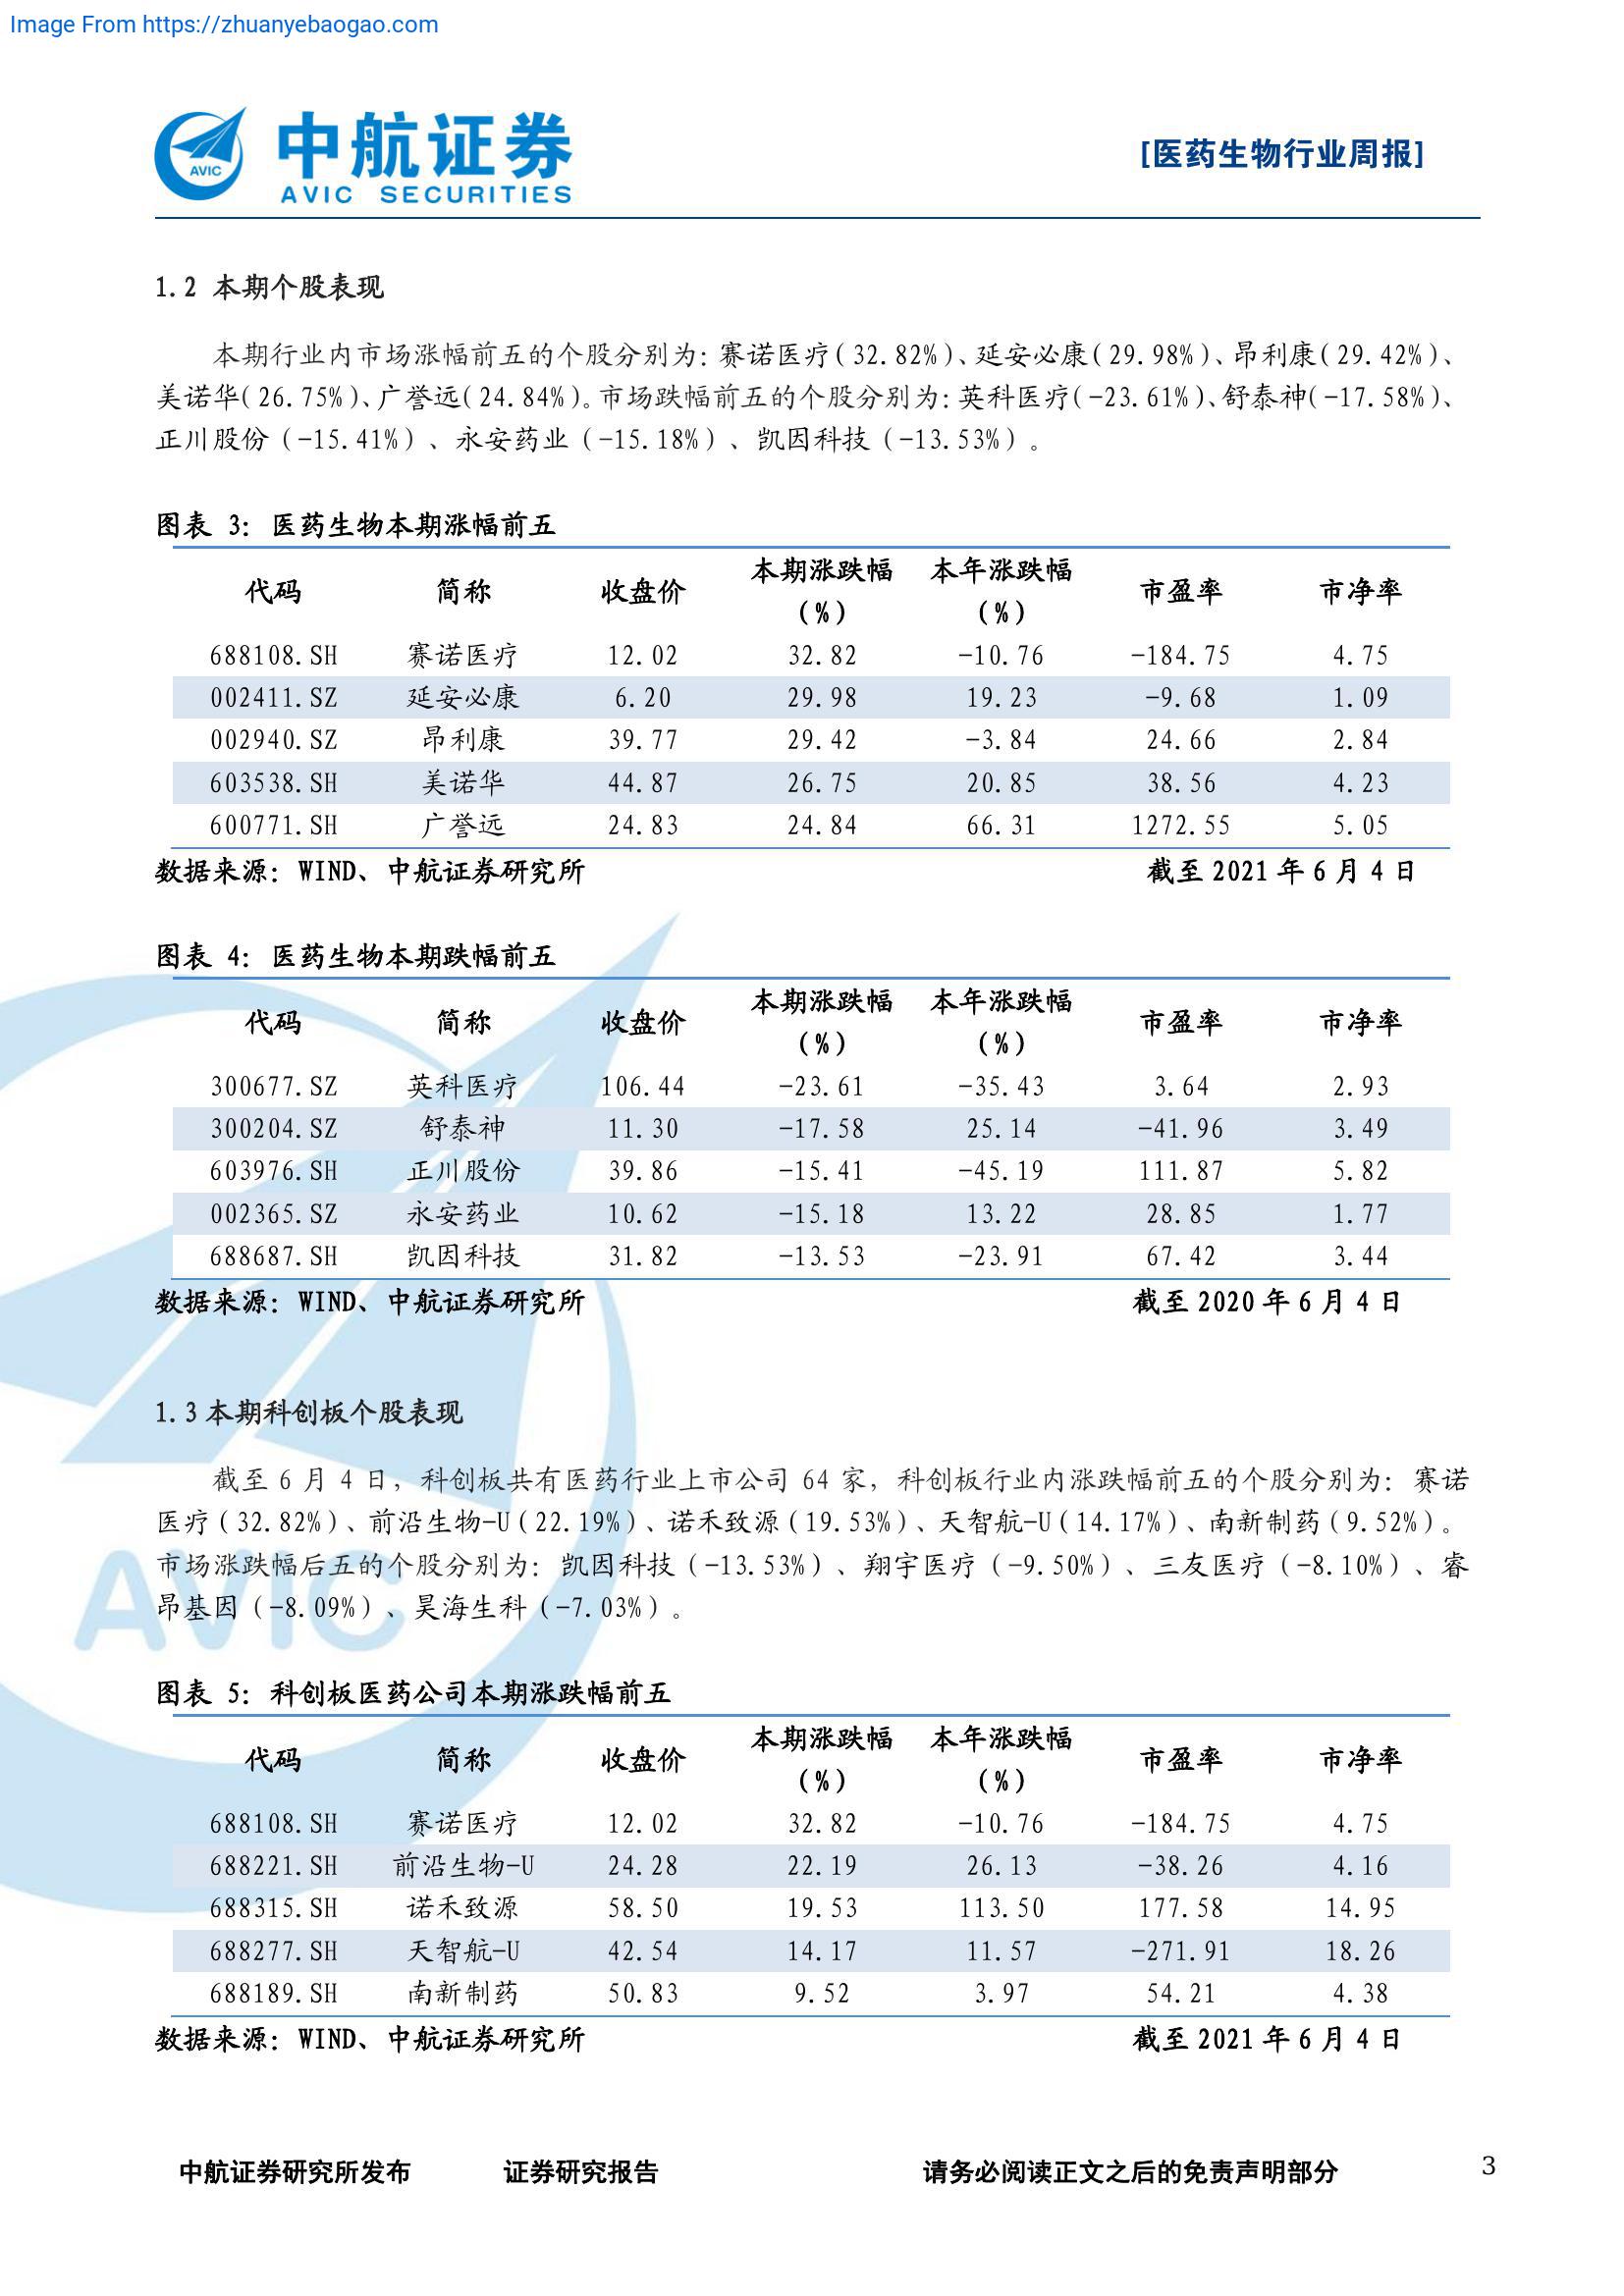 Image From https://zhuanyebaogao.com
AVIC
中航证券
AVIC SECURITIES
[医药生物行业周报]
1.2 本期个股表现
本期行业内市场涨幅前五的个股分别为:赛诺医疗(32.82%)、延安必康(29.98%)、昂利康(29.42%)、
美诺华(26.75%)、广誉远(24.84%)。市场跌幅前五的个股分别为:英科医疗(-23.61%)、舒泰神(-17.58%)、
正川股份(-15.41%)、永安药业(-15.18%)、凯因科技(-13.53%)。
图表 3: 医药生物本期涨幅前五
代码 简称 收盘价 本期涨跌幅(%) 本年涨跌幅(%) 市盈率 市净率
688108.SH 赛诺医疗 12.02 32.82 -10.76 -184.75 4.75
002411.SZ 延安必康 6.20 29.98 19.23 -9.68 1.09
002940.SZ 昂利康 39.77 29.42 -3.84 24.66 2.84
603538.SH 美诺华 44.87 26.75 20.85 38.56 4.23
600771.SH 广誉远 24.83 24.84 66.31 1272.55 5.05
数据来源: WIND、中航证券研究所 截至 2021 年 6 月 4 日
图表 4: 医药生物本期跌幅前五
代码 简称 收盘价 本期涨跌幅(%) 本年涨跌幅(%) 市盈率 市净率
300677.SZ 英科医疗 106.44 -23.61 -35.43 3.64 2.93
300204.SZ 舒泰神 11.30 -17.58 25.14 -41.96 3.49
603976.SH 正川股份 39.86 -15.41 -45.19 111.87 5.82
002365.SZ 永安药业 10.62 -15.18 13.22 28.85 1.77
688687.SH 凯因科技 31.82 -13.53 -23.91 67.42 3.44
数据来源: WIND、中航证券研究所 截至 2020 年 6 月 4 日
1.3 本期科创板个股表现
截至 6 月 4 日, 科创板共有医药行业上市公司 64 家, 科创板行业内涨跌幅前五的个股分别为: 赛诺
医疗(32.82%)、前沿生物-U(22.19%)、诺禾致源(19.53%)、天智航-U(14.17%)、南新制药(9.52%)。
市场涨跌幅后五的个股分别为: 凯因科技(-13.53%)、翔宇医疗(-9.50%)、三友医疗(-8.10%)、睿
昂基因(-8.09%)、昊海生科(-7.03%)。
AVIC
图表 5: 科创板医药公司本期涨跌幅前五
代码 简称 收盘价 本期涨跌幅(%) 本年涨跌幅(%) 市盈率 市净率
688108.SH 赛诺医疗 12.02 32.82 -10.76 -184.75 4.75
688221.SH 前沿生物-U 24.28 22.19 26.13 -38.26 4.16
688315.SH 诺禾致源 58.50 19.53 113.50 177.58 14.95
688277.SH 天智航-U 42.54 14.17 11.57 -271.91 18.26
688189.SH 南新制药 50.83 9.52 3.97 54.21 4.38
数据来源: WIND、中航证券研究所 截至 2021 年 6 月 4 日
中航证券研究所发布 证券研究报告 请务必阅读正文之后的免责声明部分 3